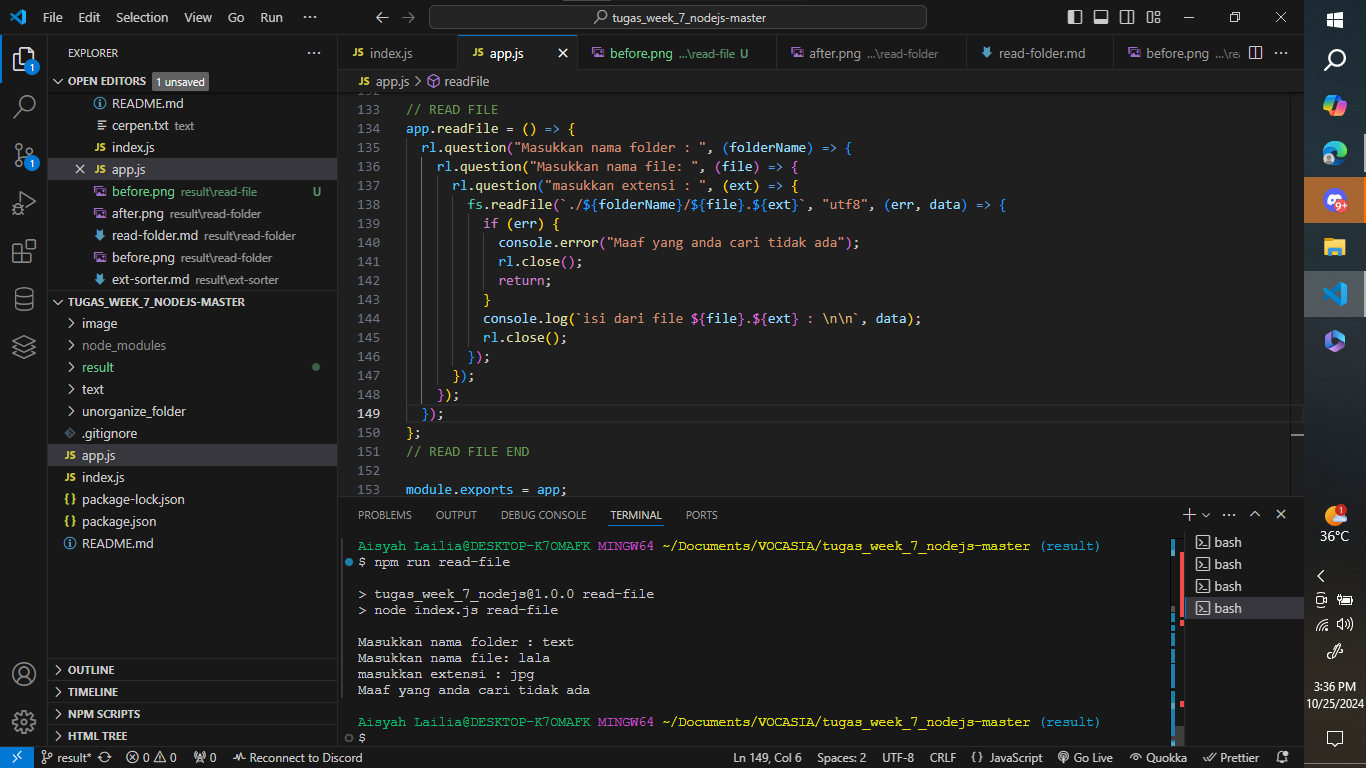 File Edit Selection View Go Run ··· tugas_week_7_nodejs-master
EXPLORER ···
OPEN EDITORS 1 unsaved
README.md
cerpen.txt text
index.js
app.js
before.png result\read-file U
after.png result\read-folder
read-folder.md result\read-folder
before.png result\read-folder
ext-sorter.md result\ext-sorter
TUGAS_WEEK_7_NODEJS-MASTER
image
node_modules
result
text
unorganize_folder
.gitignore
JS app.js
JS index.js
{} package-lock.json
{} package.json
README.md
OUTLINE
TIMELINE
NPM SCRIPTS
HTML TREE
JS index.js
JS app.js
before.png ...\read-file U
after.png ...\read-folder
read-folder.md
before.png ...\re
JS app.js > readFile
132
133 // READ FILE
134 app.readFile = () => {
135 rl.question("Masukkan nama folder : ", (folderName) => {
136 rl.question("Masukkan nama file: ", (file) => {
137 rl.question("masukkan extensi : ", (ext) => {
138 fs.readFile(`./${folderName}/${file}.${ext}`, "utf8", (err, data) => {
139 if (err) {
140 console.error("Maaf yang anda cari tidak ada");
141 rl.close();
142 return;
143 }
144 console.log(`isi dari file ${file}.${ext} : \n\n`, data);
145 rl.close();
146 });
147 });
148 });
149 });
150 };
151 // READ FILE END
152
153 module.exports = app;
PROBLEMS OUTPUT DEBUG CONSOLE TERMINAL PORTS
Aisyah Lailia@DESKTOP-K7OMAFK MINGW64 ~/Documents/VOCASIA/tugas_week_7_nodejs-master (result)
$ npm run read-file
> tugas_week_7_nodejs@1.0.0 read-file
> node index.js read-file
Masukkan nama folder : text
Masukkan nama file: lala
masukkan extensi : jpg
Maaf yang anda cari tidak ada
Aisyah Lailia@DESKTOP-K7OMAFK MINGW64 ~/Documents/VOCASIA/tugas_week_7_nodejs-master (result)
$
bash
bash
bash
bash
result* 0 0 0 Reconnect to Discord Ln 149, Col 6 Spaces: 2 UTF-8 CRLF {} JavaScript Go Live Quokka Prettier
9+
1
36°C
3:36 PM
10/25/2024